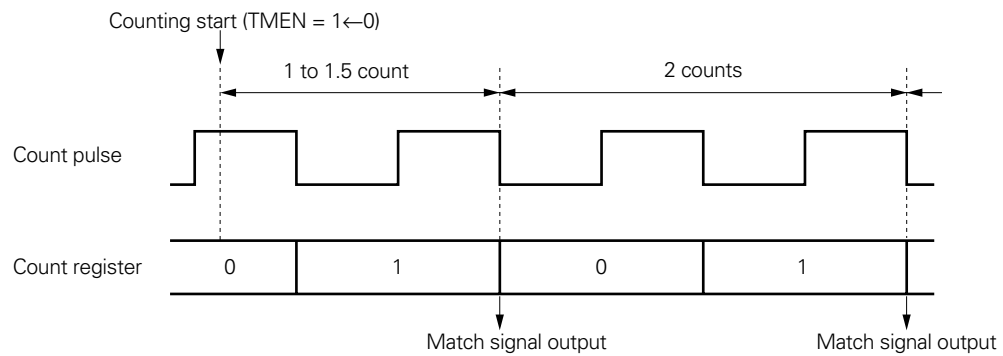 Counting start (TMEN = 1←0)
1 to 1.5 count
2 counts
Count pulse
Count register
0
1
0
1
Match signal output
Match signal output